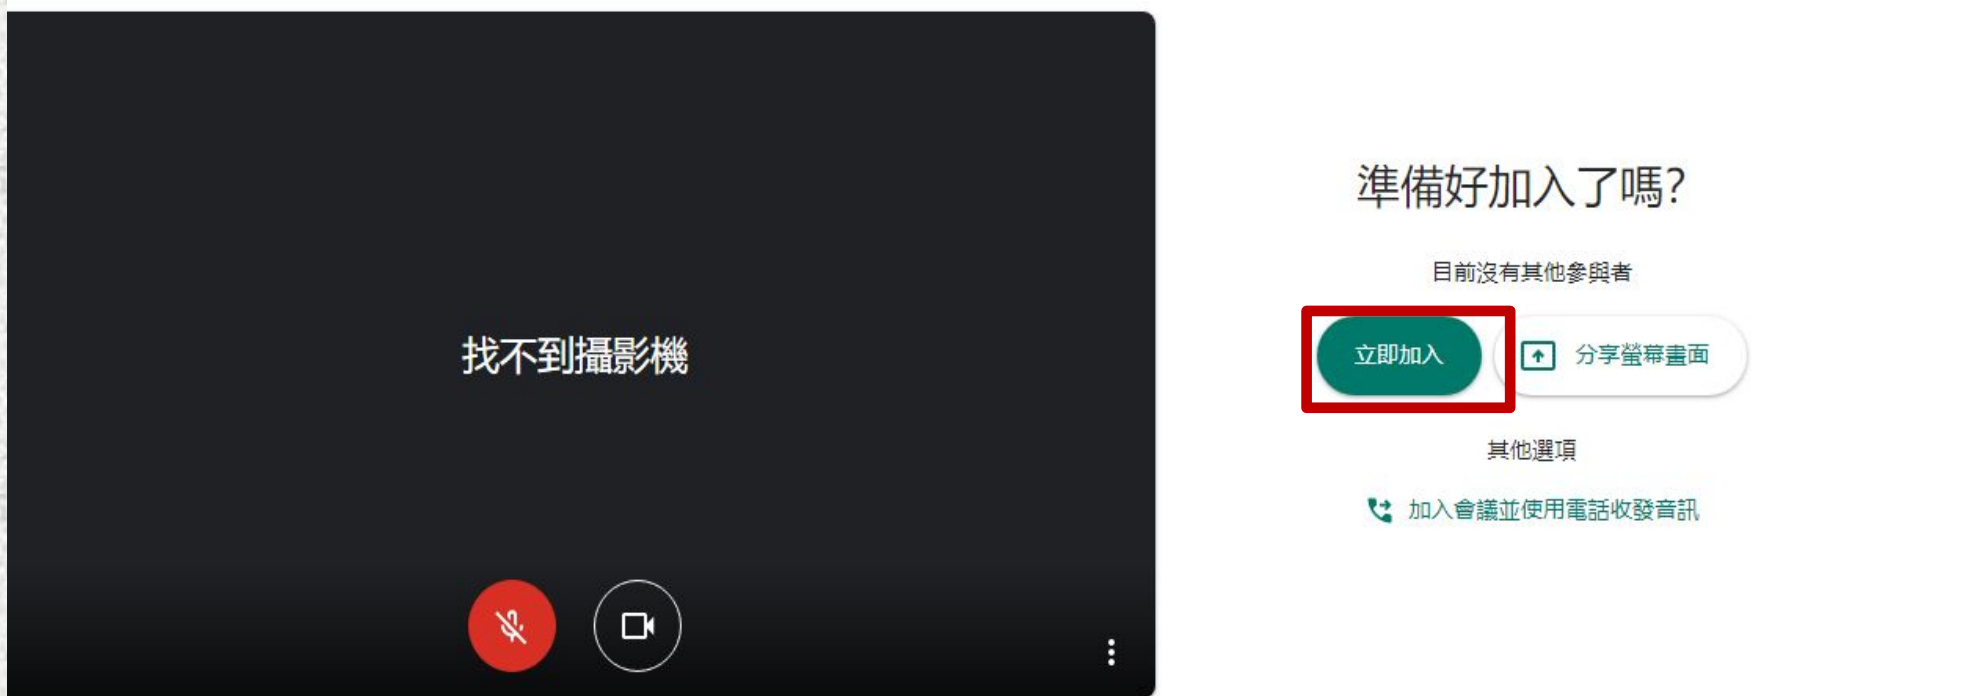 找不到攝影機
準備好加入了嗎?
目前沒有其他參與者
立即加入
分享螢幕畫面
其他選項
加入會議並使用電話收發音訊